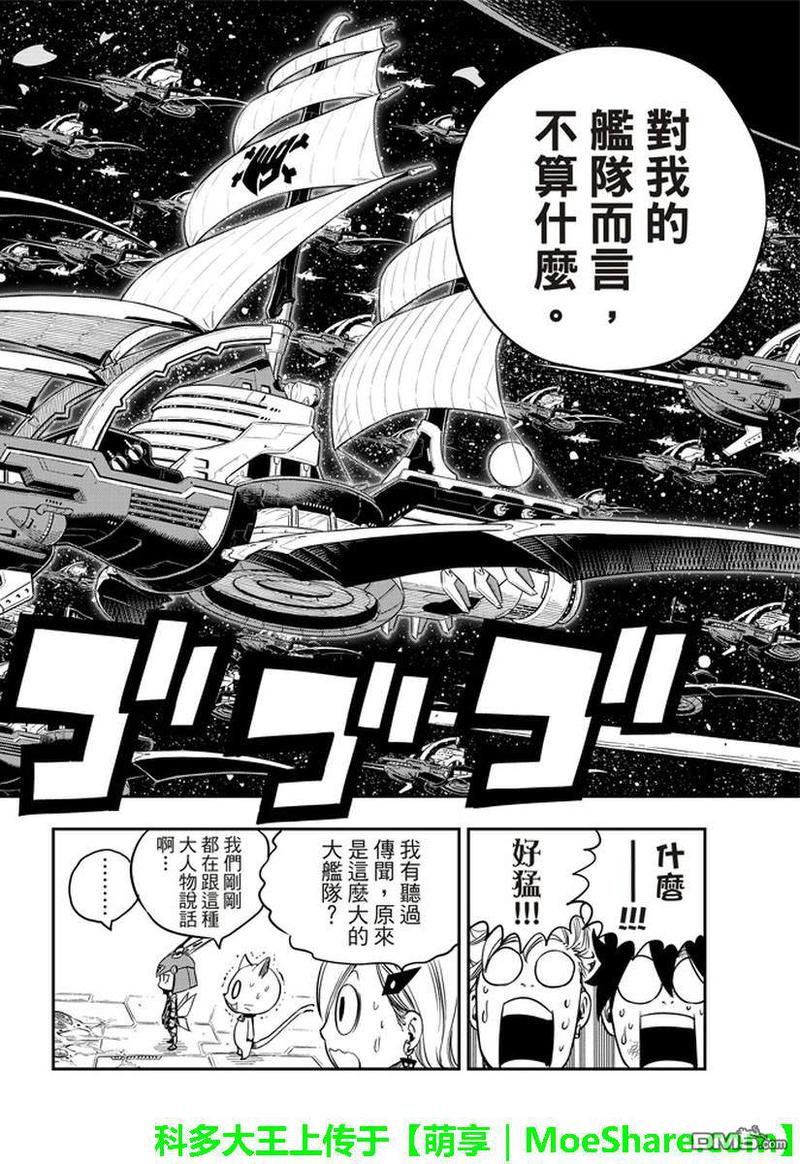 對我的
艦隊而言，
不算什麼。
ゴゴゴ
什麼
——!!!
好猛!!!
我有聽過
傳聞，原來
是這麼大的
大艦隊？
我們剛剛
都在跟這種
大人物說話
啊…
………
科多大王上传于【萌享｜MoeShare
DM5.com